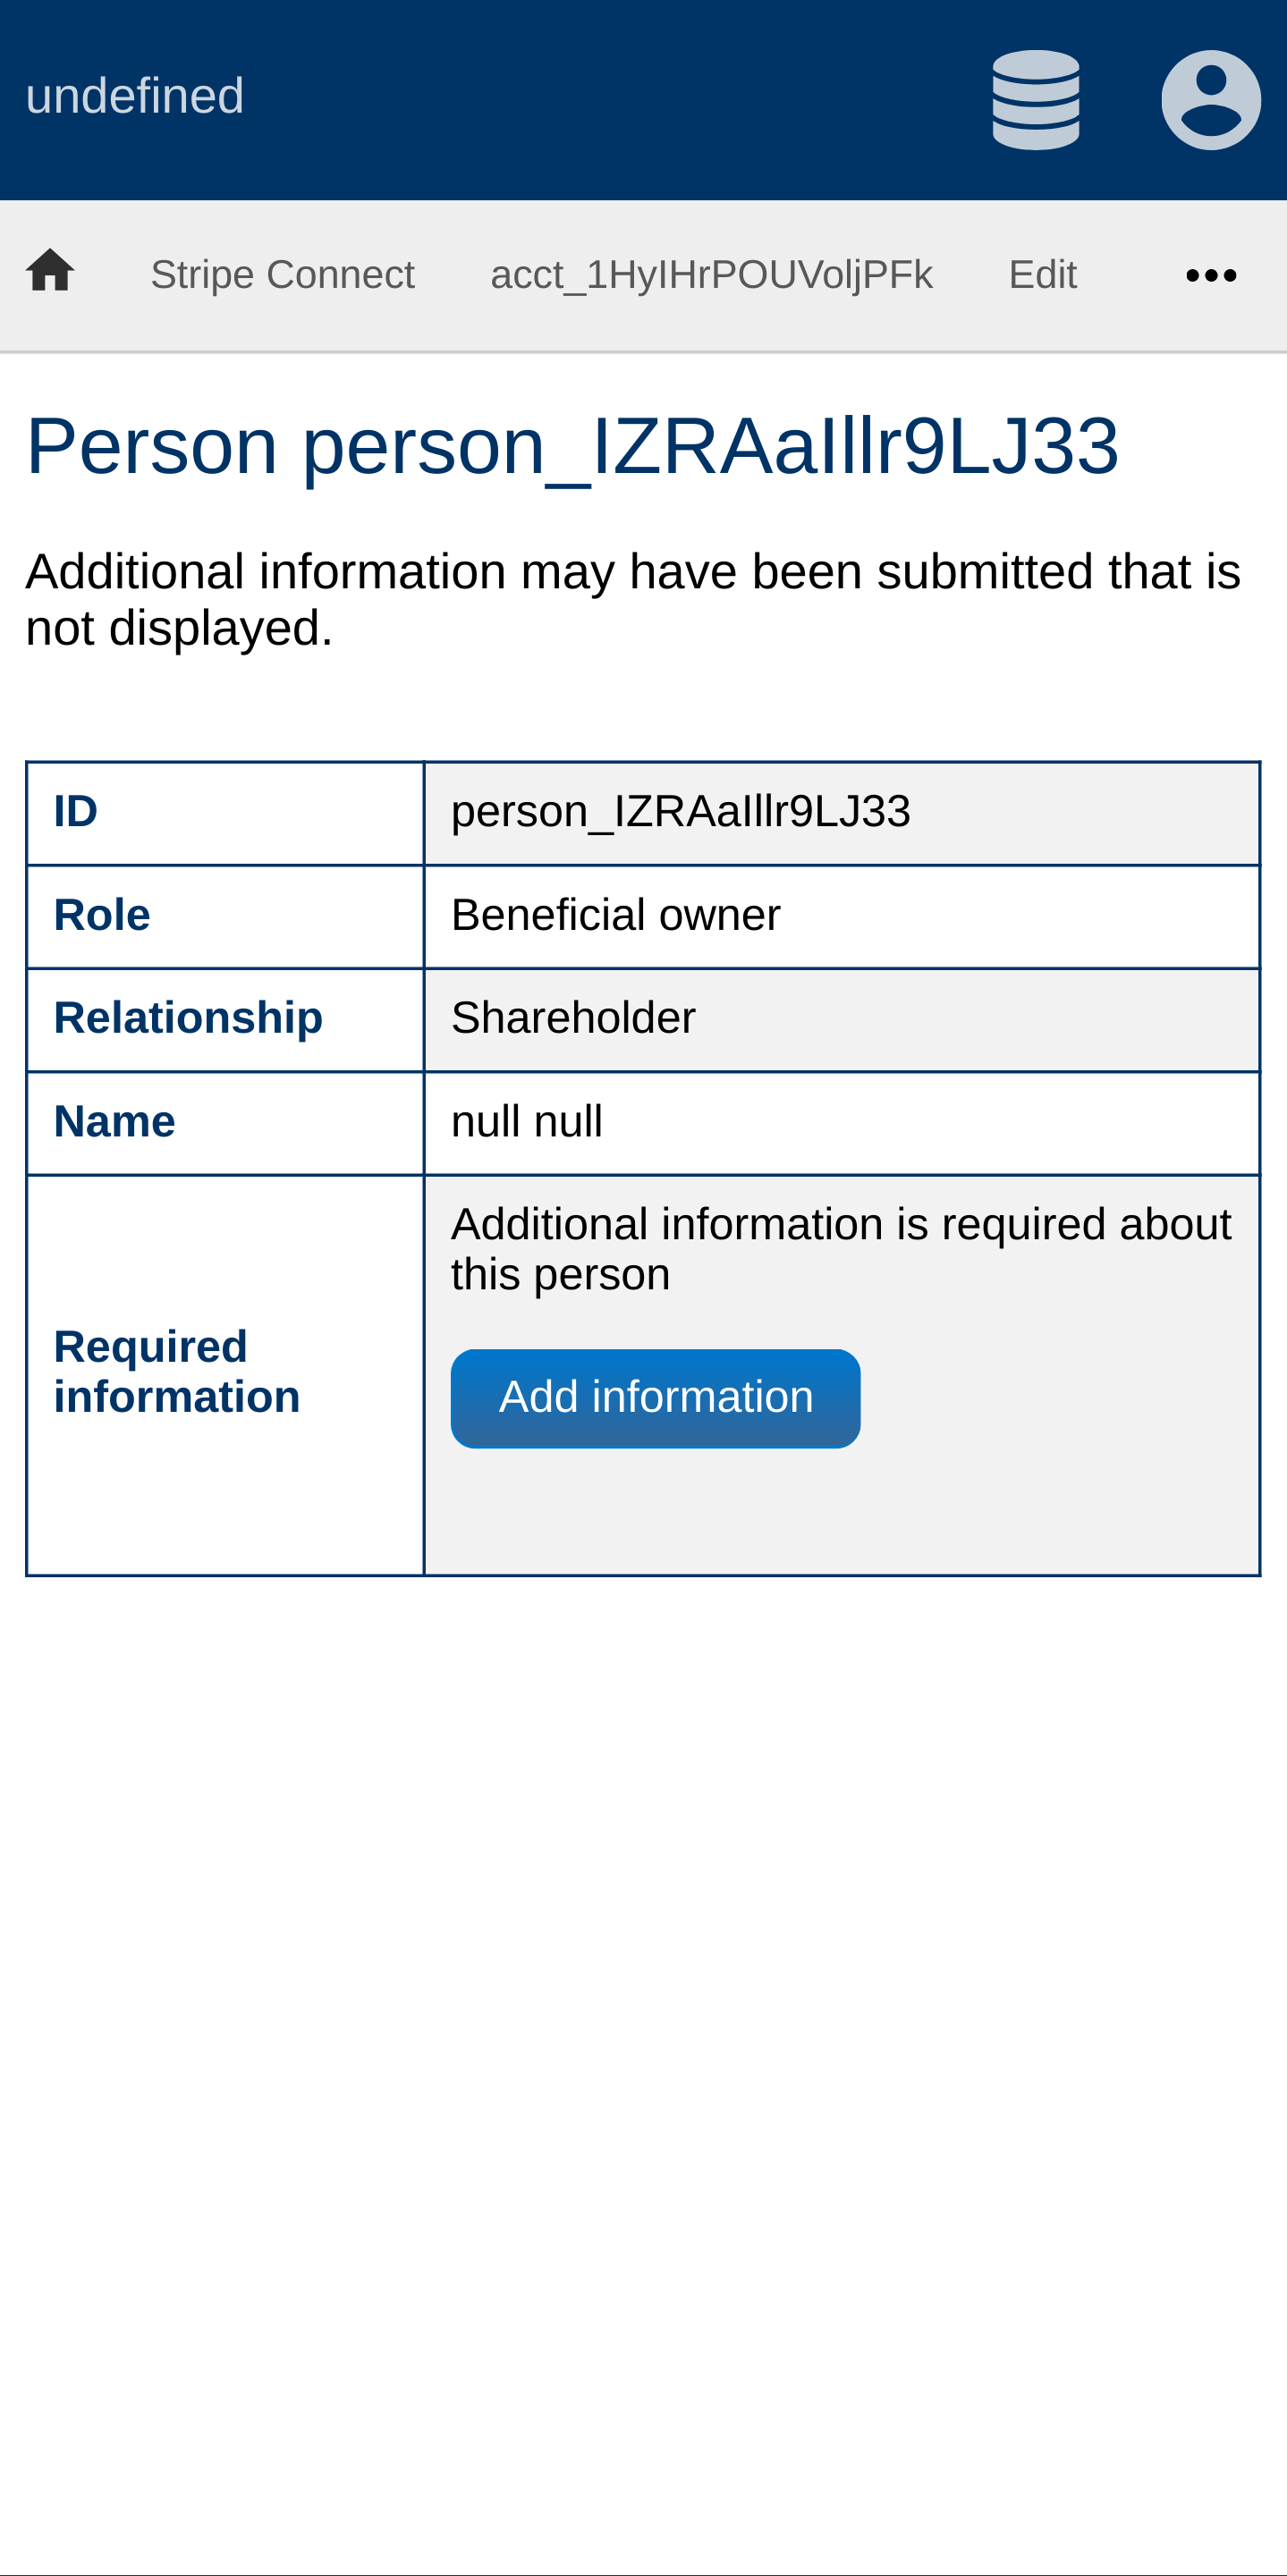 undefined
Stripe Connect acct_1HyIHrPOUVoljPFk Edit
Person person_IZRAaIllr9LJ33
Additional information may have been submitted that is
not displayed.
ID person_IZRAaIllr9LJ33
Role Beneficial owner
Relationship Shareholder
Name null null
Required
information
Additional information is required about
this person
Add information